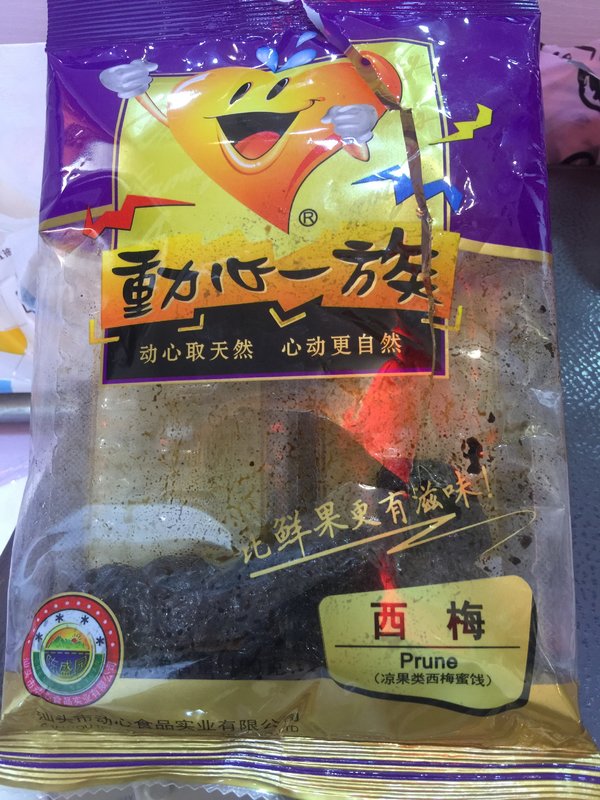 ®
動心一族
动心取天然 心动更自然
比鲜果更有滋味!
西梅
Prune
(凉果类西梅蜜饯)
汕头市动心食品实业有限公司